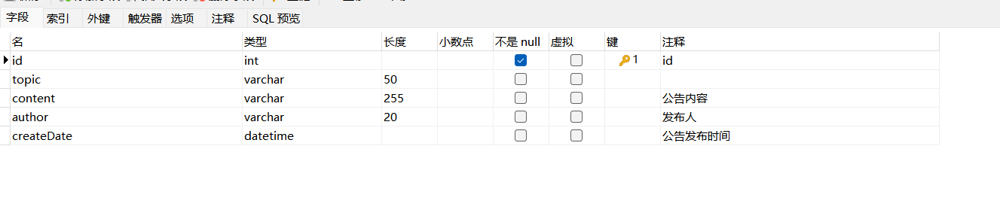 字段 索引 外键 触发器 选项 注释 SQL 预览
名 类型 长度 小数点 不是 null 虚拟 键 注释
id int 1 id
topic varchar 50
content varchar 255 公告内容
author varchar 20 发布人
createDate datetime 公告发布时间